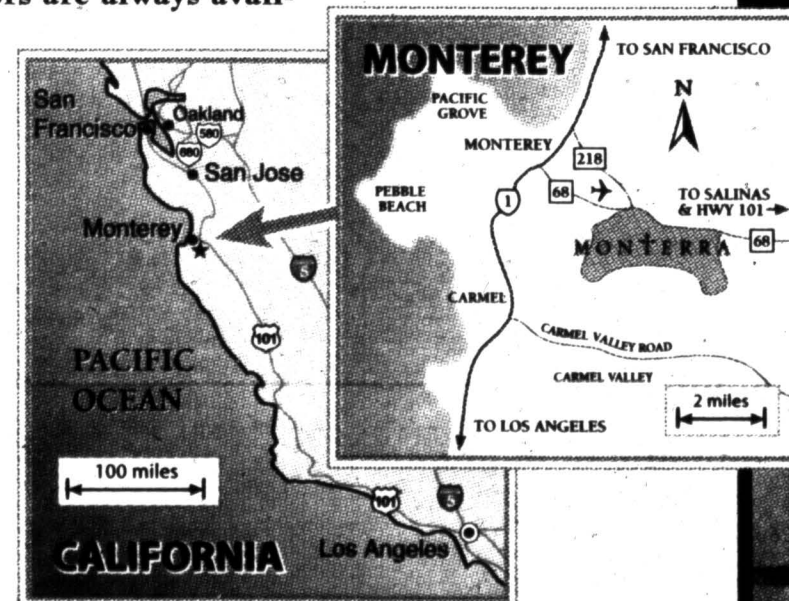 ors are always avail-
San
Francisco
Oakland
580
680
San Jose
Monterey
5
101
PACIFIC
OCEAN
100 miles
101
5
CALIFORNIA
Los Angeles
MONTEREY
TO SAN FRANCISCO
PACIFIC
GROVE
N
MONTEREY
218
PEBBLE
BEACH
68
1
TO SALINAS
& HWY 101
MONTERRA
68
CARMEL
CARMEL VALLEY ROAD
CARMEL VALLEY
2 miles
TO LOS ANGELES